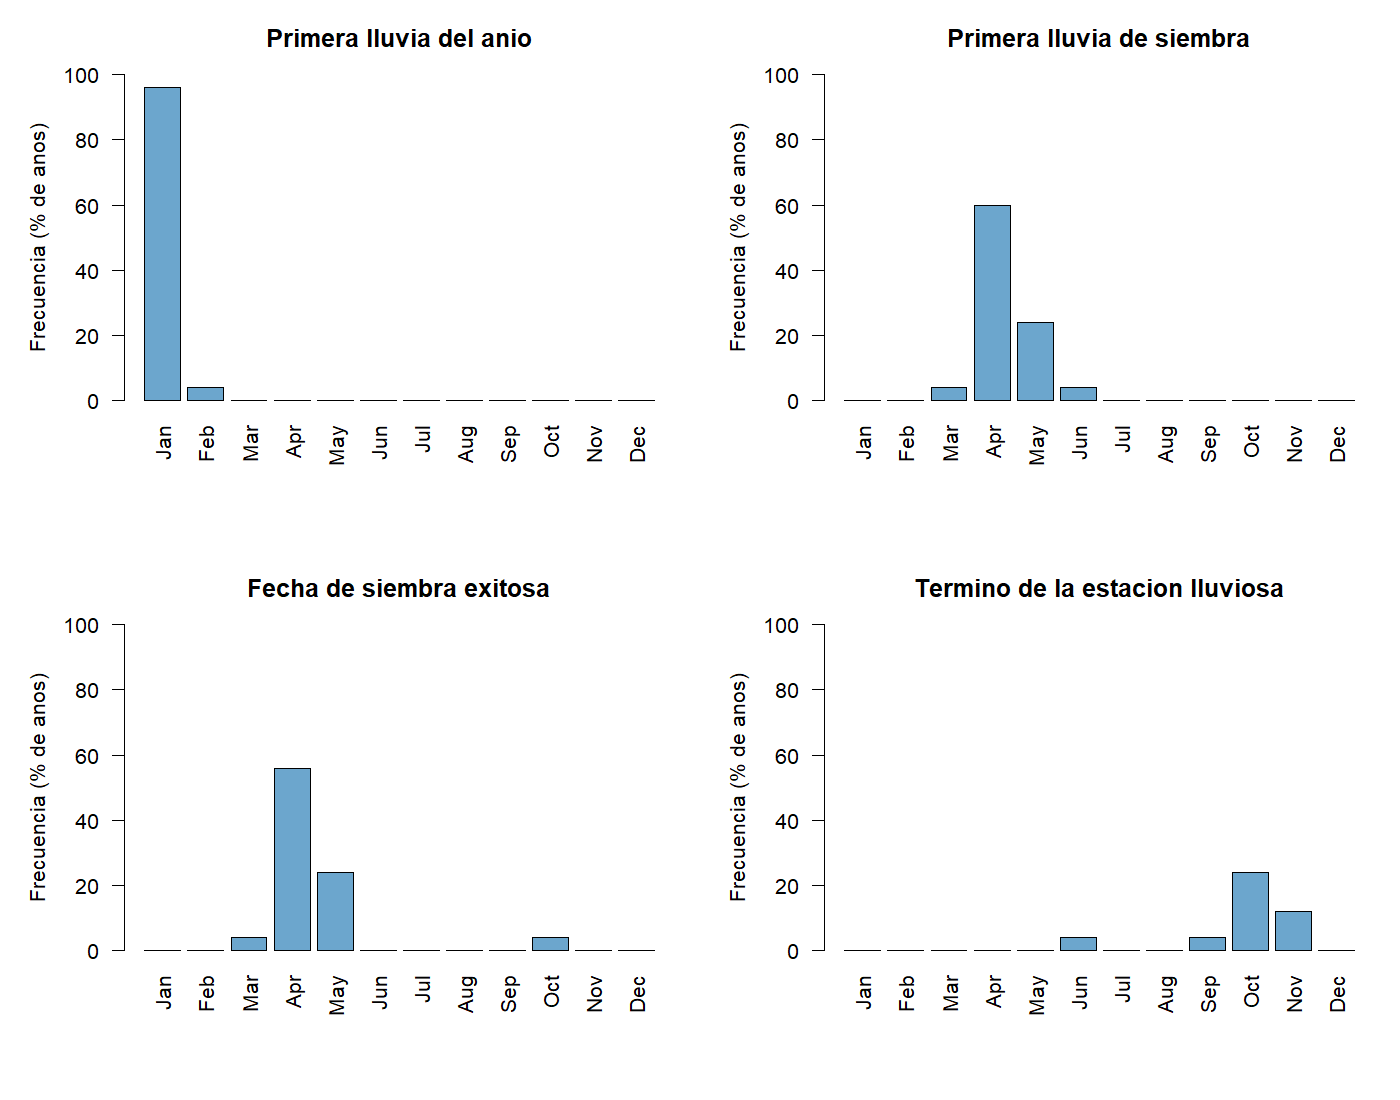 Primera lluvia del anio
Frecuencia (% de anos)
100
80
60
40
20
0
Jan Feb Mar Apr May Jun Jul Aug Sep Oct Nov Dec
Primera lluvia de siembra
Frecuencia (% de anos)
100
80
60
40
20
0
Jan Feb Mar Apr May Jun Jul Aug Sep Oct Nov Dec
Fecha de siembra exitosa
Frecuencia (% de anos)
100
80
60
40
20
0
Jan Feb Mar Apr May Jun Jul Aug Sep Oct Nov Dec
Termino de la estacion lluviosa
Frecuencia (% de anos)
100
80
60
40
20
0
Jan Feb Mar Apr May Jun Jul Aug Sep Oct Nov Dec